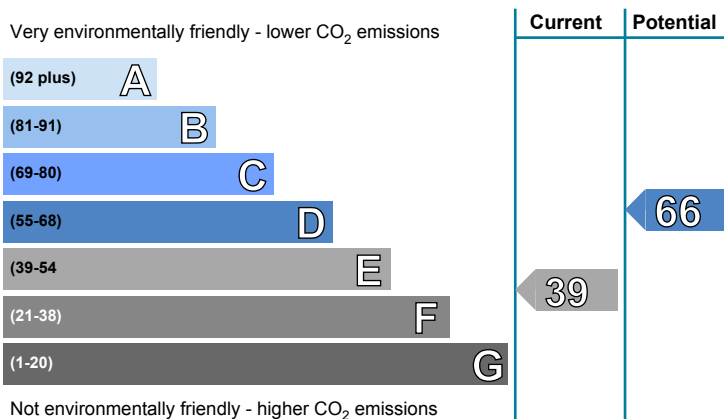 Very environmentally friendly - lower CO2 emissions
Current
Potential
(92 plus) A
(81-91) B
(69-80) C
(55-68) D
66
(39-54 E
39
(21-38) F
(1-20) G
Not environmentally friendly - higher CO2 emissions